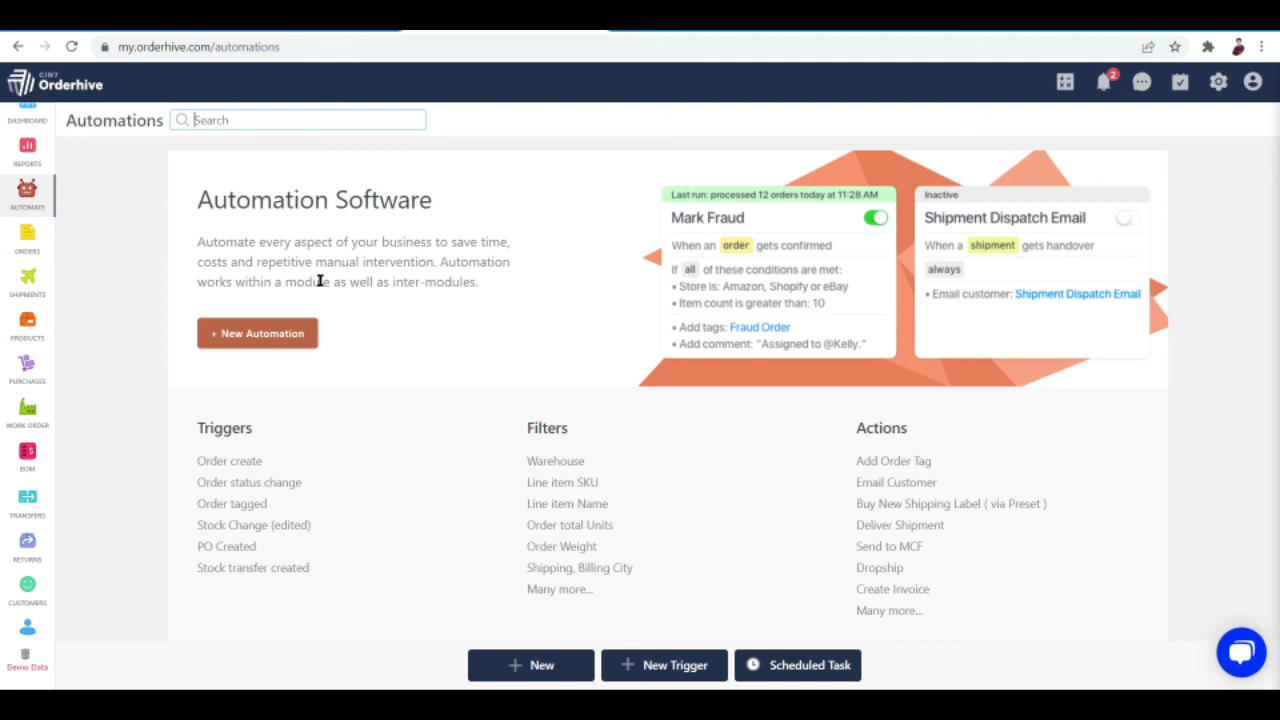 my.orderhive.com/automations
CIN7
Orderhive
2
DASHBOARD
REPORTS
AUTOMATE
ORDERS
SHIPMENTS
PRODUCTS
PURCHASES
WORK ORDER
BOM
TRANSFERS
RETURNS
CUSTOMERS
Demo Data
Automations
Search
Automation Software
Automate every aspect of your business to save time,
costs and repetitive manual intervention. Automation
works within a module as well as inter-modules.
+ New Automation
Last run: processed 12 orders today at 11:28 AM
Mark Fraud
When an order gets confirmed
If all of these conditions are met:
• Store is: Amazon, Shopify or eBay
• Item count is greater than: 10
• Add tags: Fraud Order
• Add comment: "Assigned to @Kelly."
Inactive
Shipment Dispatch Email
When a shipment gets handover
always
• Email customer: Shipment Dispatch Email
Triggers
Order create
Order status change
Order tagged
Stock Change (edited)
PO Created
Stock transfer created
Filters
Warehouse
Line item SKU
Line item Name
Order total Units
Order Weight
Shipping, Billing City
Many more...
Actions
Add Order Tag
Email Customer
Buy New Shipping Label ( via Preset )
Deliver Shipment
Send to MCF
Dropship
Create Invoice
Many more...
+ New
+ New Trigger
Scheduled Task